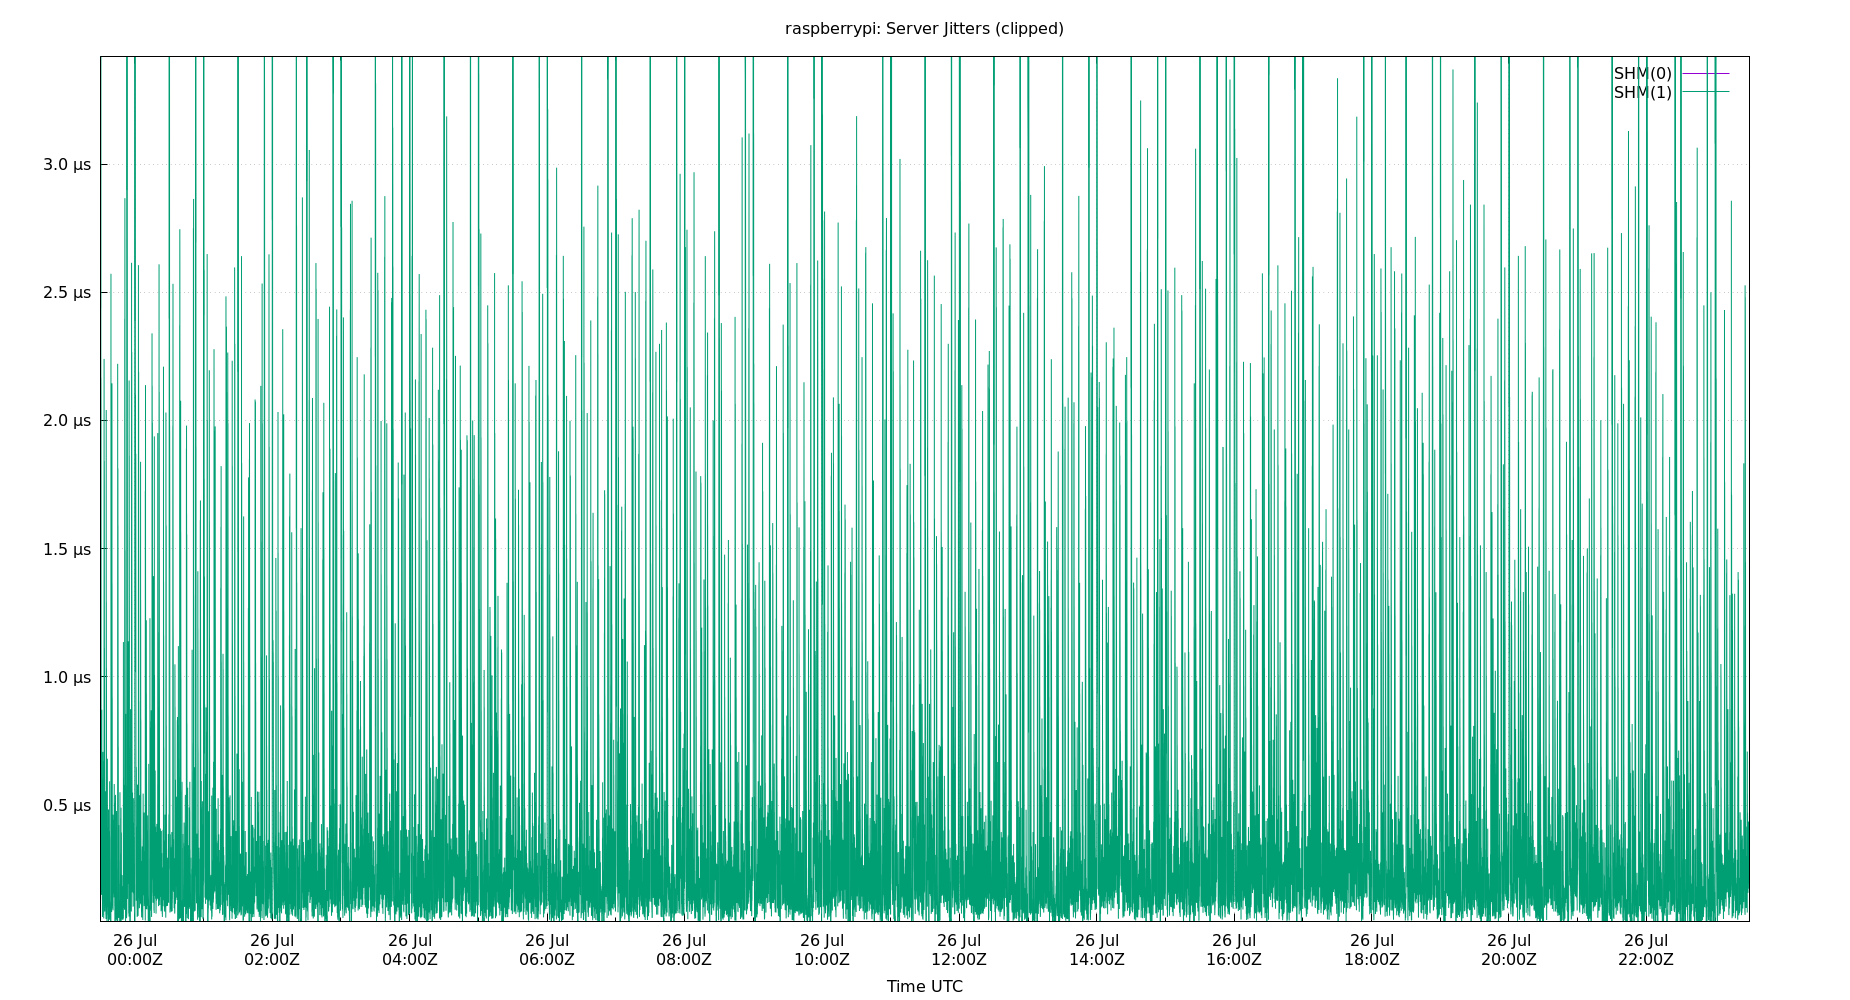 raspberrypi: Server Jitters (clipped)
SHM(0)
SHM(1)
3.0 µs
2.5 µs
2.0 µs
1.5 µs
1.0 µs
0.5 µs
26 Jul 26 Jul 26 Jul 26 Jul 26 Jul 26 Jul 26 Jul 26 Jul 26 Jul 26 Jul 26 Jul 26 Jul
00:00Z 02:00Z 04:00Z 06:00Z 08:00Z 10:00Z 12:00Z 14:00Z 16:00Z 18:00Z 20:00Z 22:00Z
Time UTC